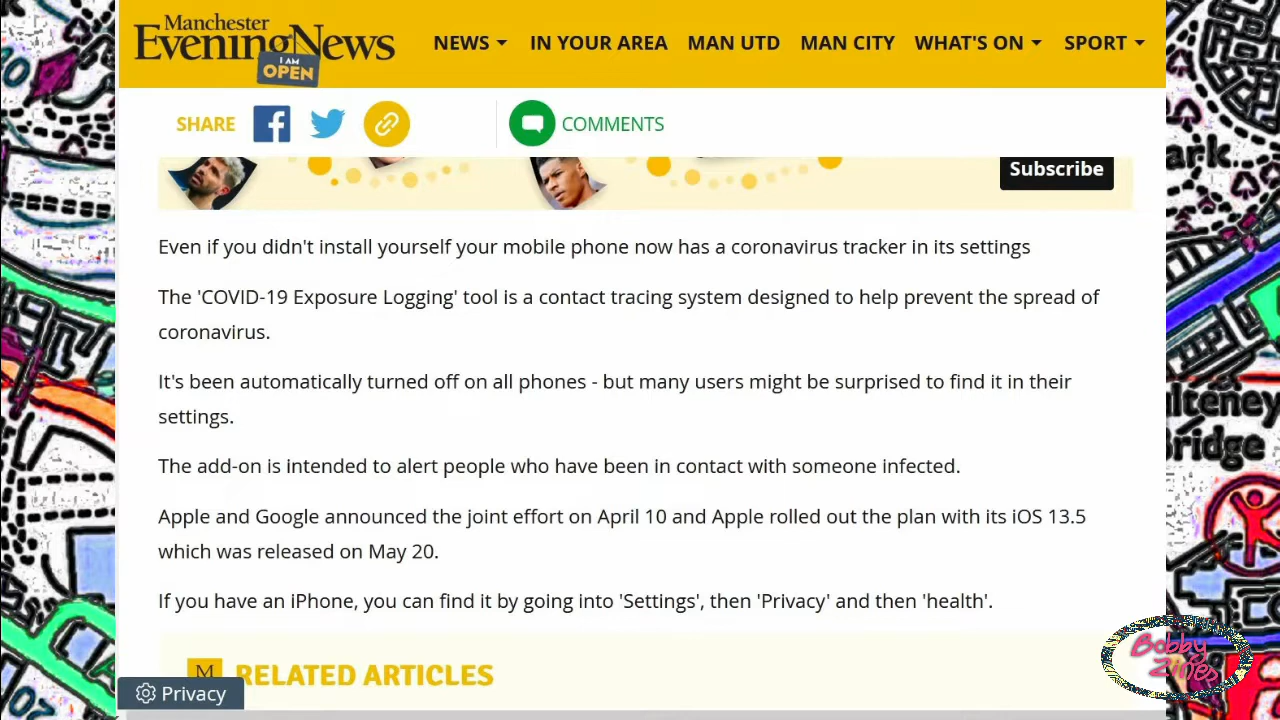 Manchester
EveningNews
I AM
OPEN
NEWS
IN YOUR AREA
MAN UTD
MAN CITY
WHAT'S ON
SPORT
SHARE
COMMENTS
Subscribe
Even if you didn't install yourself your mobile phone now has a coronavirus tracker in its settings
The 'COVID-19 Exposure Logging' tool is a contact tracing system designed to help prevent the spread of
coronavirus.
It's been automatically turned off on all phones - but many users might be surprised to find it in their
settings.
The add-on is intended to alert people who have been in contact with someone infected.
Apple and Google announced the joint effort on April 10 and Apple rolled out the plan with its iOS 13.5
which was released on May 20.
If you have an iPhone, you can find it by going into 'Settings', then 'Privacy' and then 'health'.
M
RELATED ARTICLES
Privacy
ark
lteney
ridge
Bobby
Zines